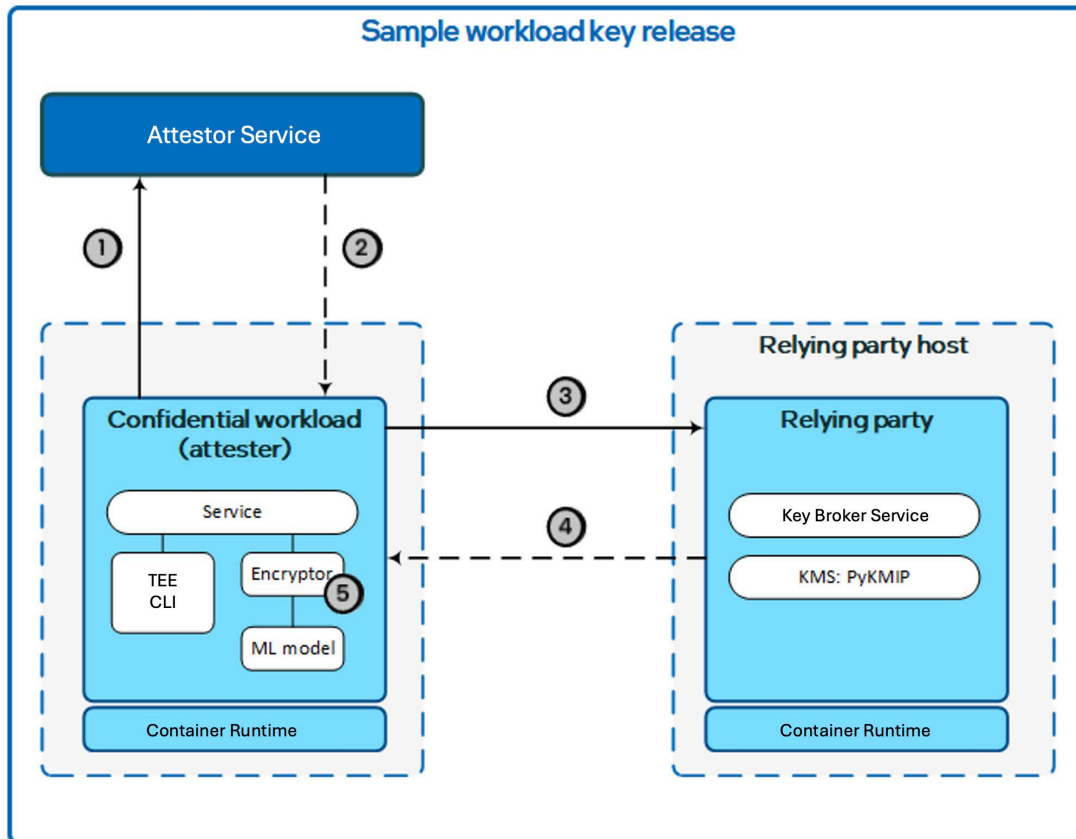 Sample workload key release
Attestor Service
1
2
Relying party host
3
Confidential workload
(attester)
Relying party
Service
Key Broker Service
4
TEE
CLI
Encryptor
5
KMS: PyKMIP
ML model
Container Runtime
Container Runtime